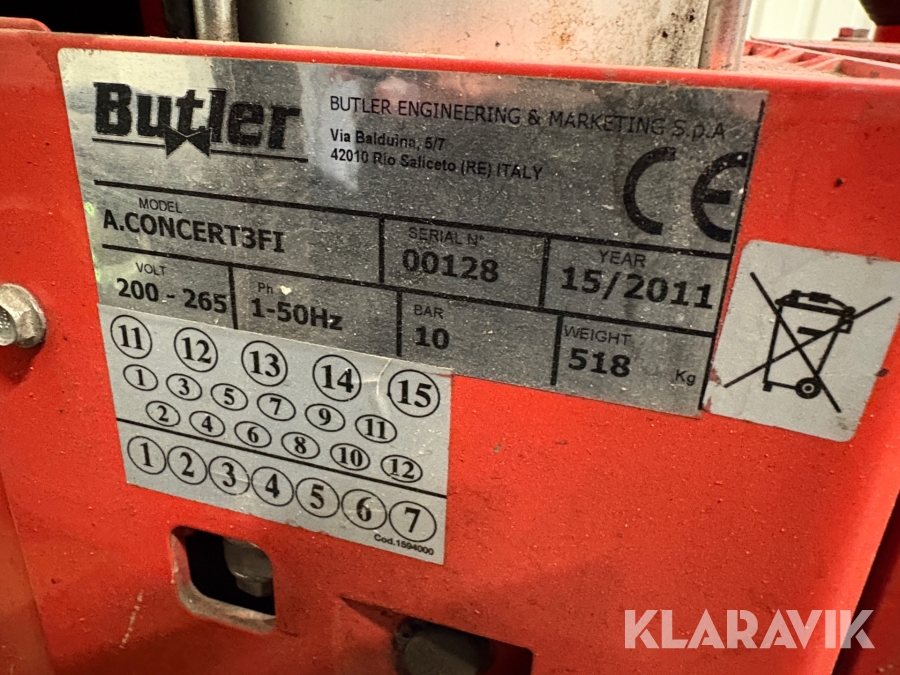 Butler
BUTLER ENGINEERING & MARKETING S.p.A
Via Balduina, 5/7
42010 Rio Saliceto (RE) ITALY
CE
MODEL
A.CONCERT3FI
SERIAL N°
00128
YEAR
15/2011
VOLT
200 - 265
Ph
1-50Hz
BAR
10
WEIGHT
518 Kg
11 12 13 14 15
1 3 5 7 9 11
2 4 6 8 10 12
1 2 3 4 5 6 7
Cod.1594000
KLARAVIK